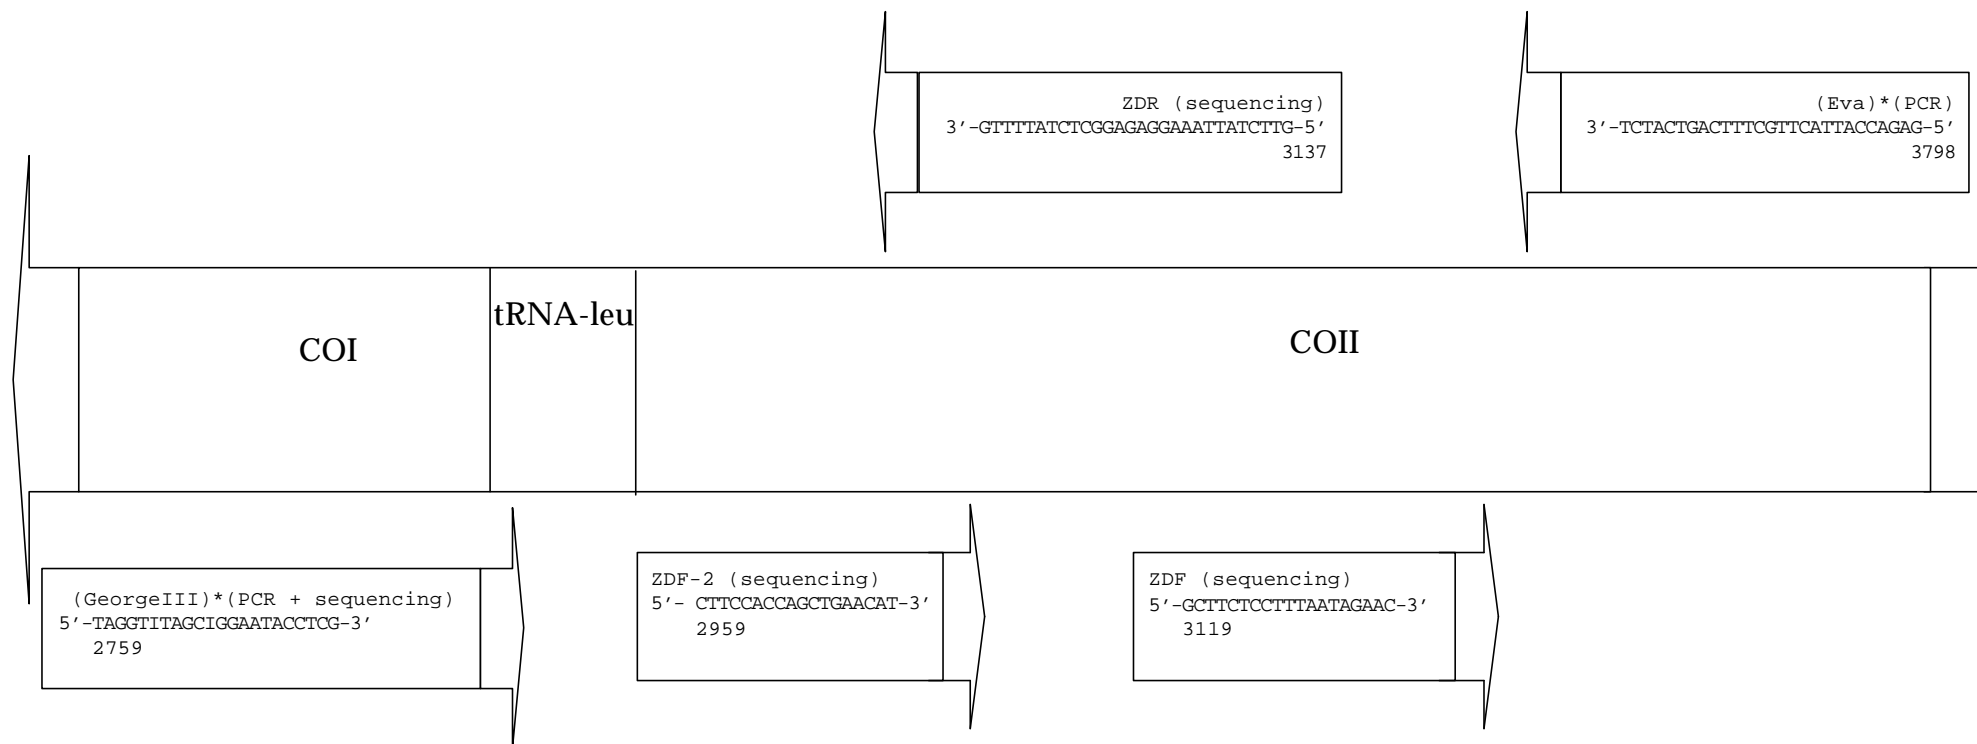 ZDR (sequencing)
3’-GTTTTATCTCGGAGAGGAAATTATCTTG-5’
3137
(Eva)*(PCR)
3’-TCTACTGACTTTCGTTCATTACCAGAG-5’
3798
COI
tRNA-leu
COII
(GeorgeIII)*(PCR + sequencing)
5’-TAGGTITAGCIGGAATACCTCG-3’
2759
ZDF-2 (sequencing)
5’- CTTCCACCAGCTGAACAT-3’
2959
ZDF (sequencing)
5’-GCTTCTCCTTTAATAGAAC-3’
3119